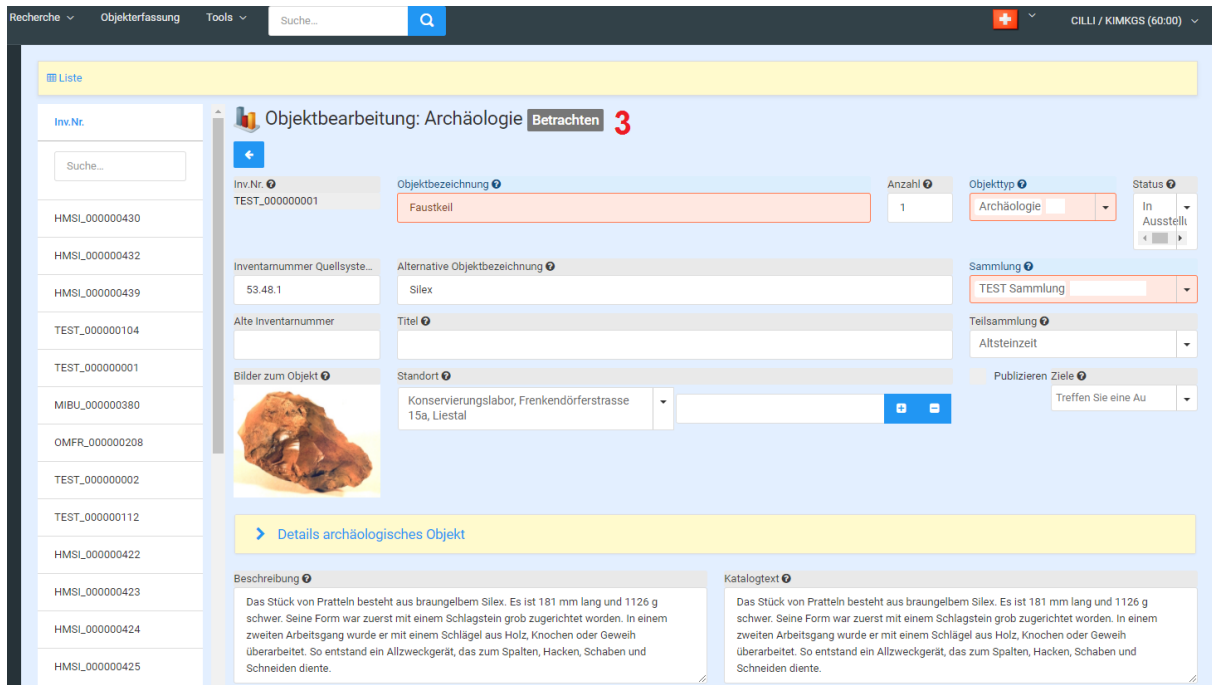 Recherche Objekterfassung Tools Suche... CILLI / KIMKGS (60:00)
Liste
Inv.Nr.
Suche...
HMSI_000000430
HMSI_000000432
HMSI_000000439
TEST_000000104
TEST_000000001
MIBU_000000380
OMFR_000000208
TEST_000000002
TEST_000000112
HMSI_000000422
HMSI_000000423
HMSI_000000424
HMSI_000000425
Objektbearbeitung: Archäologie Betrachten 3
Inv.Nr. Objektbezeichnung Anzahl Objekttyp Status
TEST_000000001 Faustkeil 1 Archäologie In
Ausstellu
Inventarnummer Quellsyste... Alternative Objektbezeichnung Sammlung
53.48.1 Silex TEST Sammlung
Alte Inventarnummer Titel Teilsammlung
Altsteinzeit
Bilder zum Objekt Standort Publizieren Ziele
Konservierungslabor, Frenkendörferstrasse Treffen Sie eine Au
15a, Liestal
Details archäologisches Objekt
Beschreibung
Das Stück von Pratteln besteht aus braungelbem Silex. Es ist 181 mm lang und 1126 g
schwer. Seine Form war zuerst mit einem Schlagstein grob zugerichtet worden. In einem
zweiten Arbeitsgang wurde er mit einem Schlägel aus Holz, Knochen oder Geweih
überarbeitet. So entstand ein Allzweckgerät, das zum Spalten, Hacken, Schaben und
Schneiden diente.
Katalogtext
Das Stück von Pratteln besteht aus braungelbem Silex. Es ist 181 mm lang und 1126 g
schwer. Seine Form war zuerst mit einem Schlagstein grob zugerichtet worden. In einem
zweiten Arbeitsgang wurde er mit einem Schlägel aus Holz, Knochen oder Geweih
überarbeitet. So entstand ein Allzweckgerät, das zum Spalten, Hacken, Schaben und
Schneiden diente.